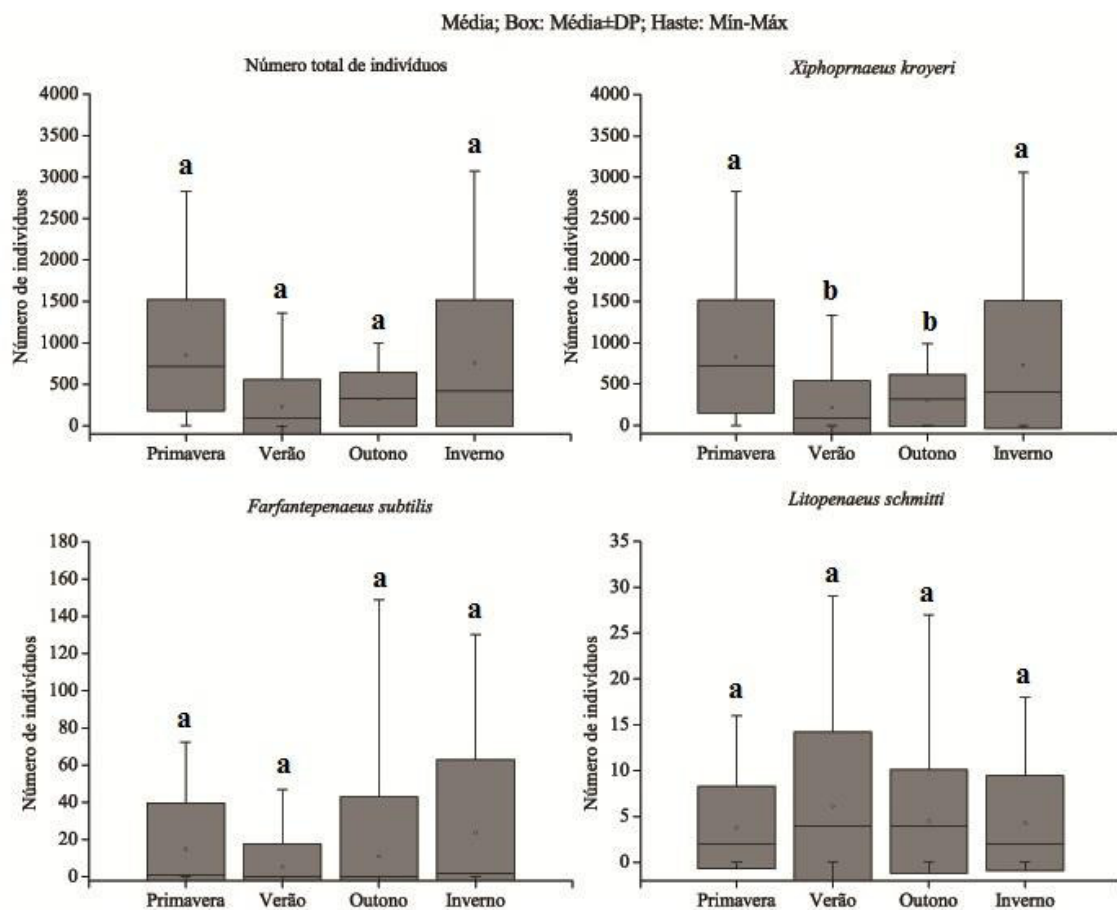 Média; Box: Média±DP; Haste: Mín-Máx
Número total de indivíduos
Número de indivíduos
4000
3500
3000
2500
2000
1500
1000
500
0
a
a
a
a
Primavera Verão Outono Inverno
Xiphoprnaeus kroyeri
Número de indivíduos
4000
3500
3000
2500
2000
1500
1000
500
0
a
b
b
a
Primavera Verão Outono Inverno
Farfantepenaeus subtilis
Número de indivíduos
180
160
140
120
100
80
60
40
20
0
a
a
a
a
Primavera Verão Outono Inverno
Litopenaeus schmitti
Número de indivíduos
35
30
25
20
15
10
5
0
a
a
a
a
Primavera Verão Outono Inverno